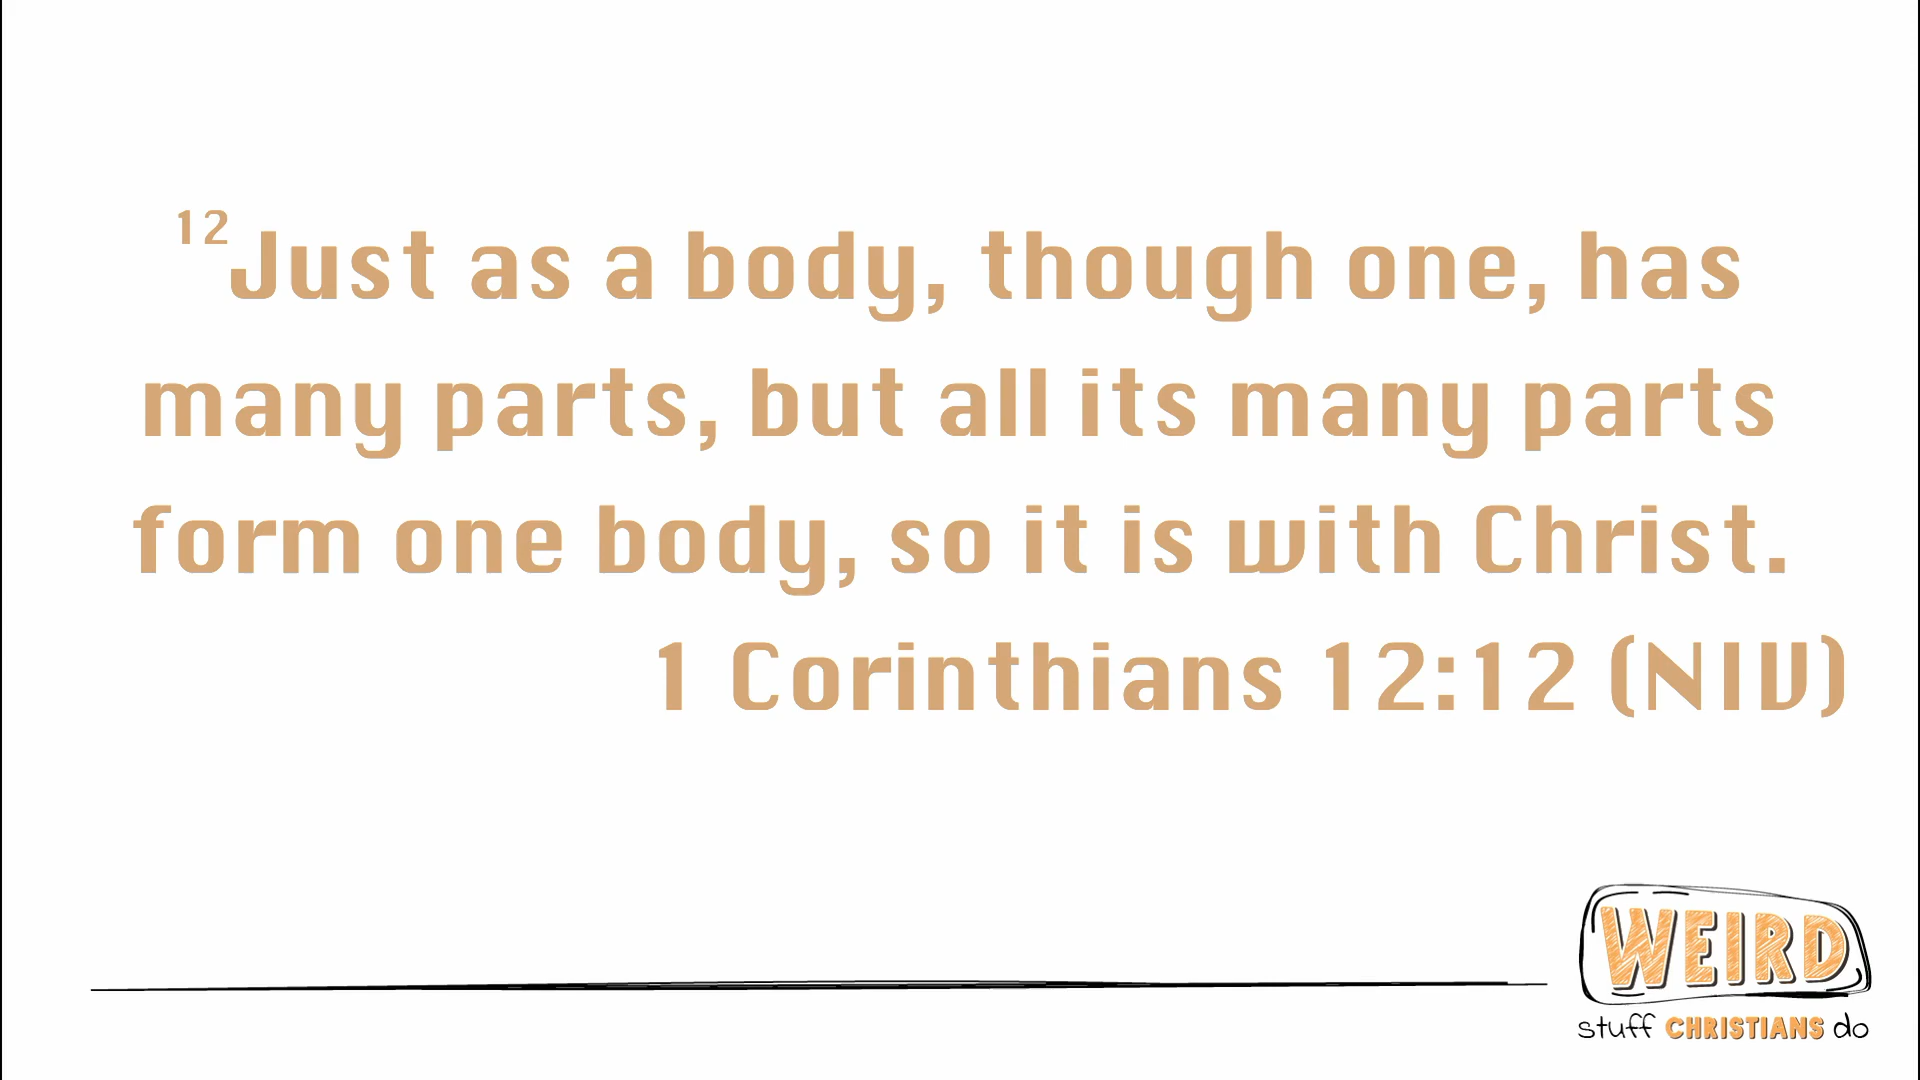 12Just as a body, though one, has
many parts, but all its many parts
form one body, so it is with Christ.
1 Corinthians 12:12 (NIV)
WEIRD
stuff CHRISTIANS do